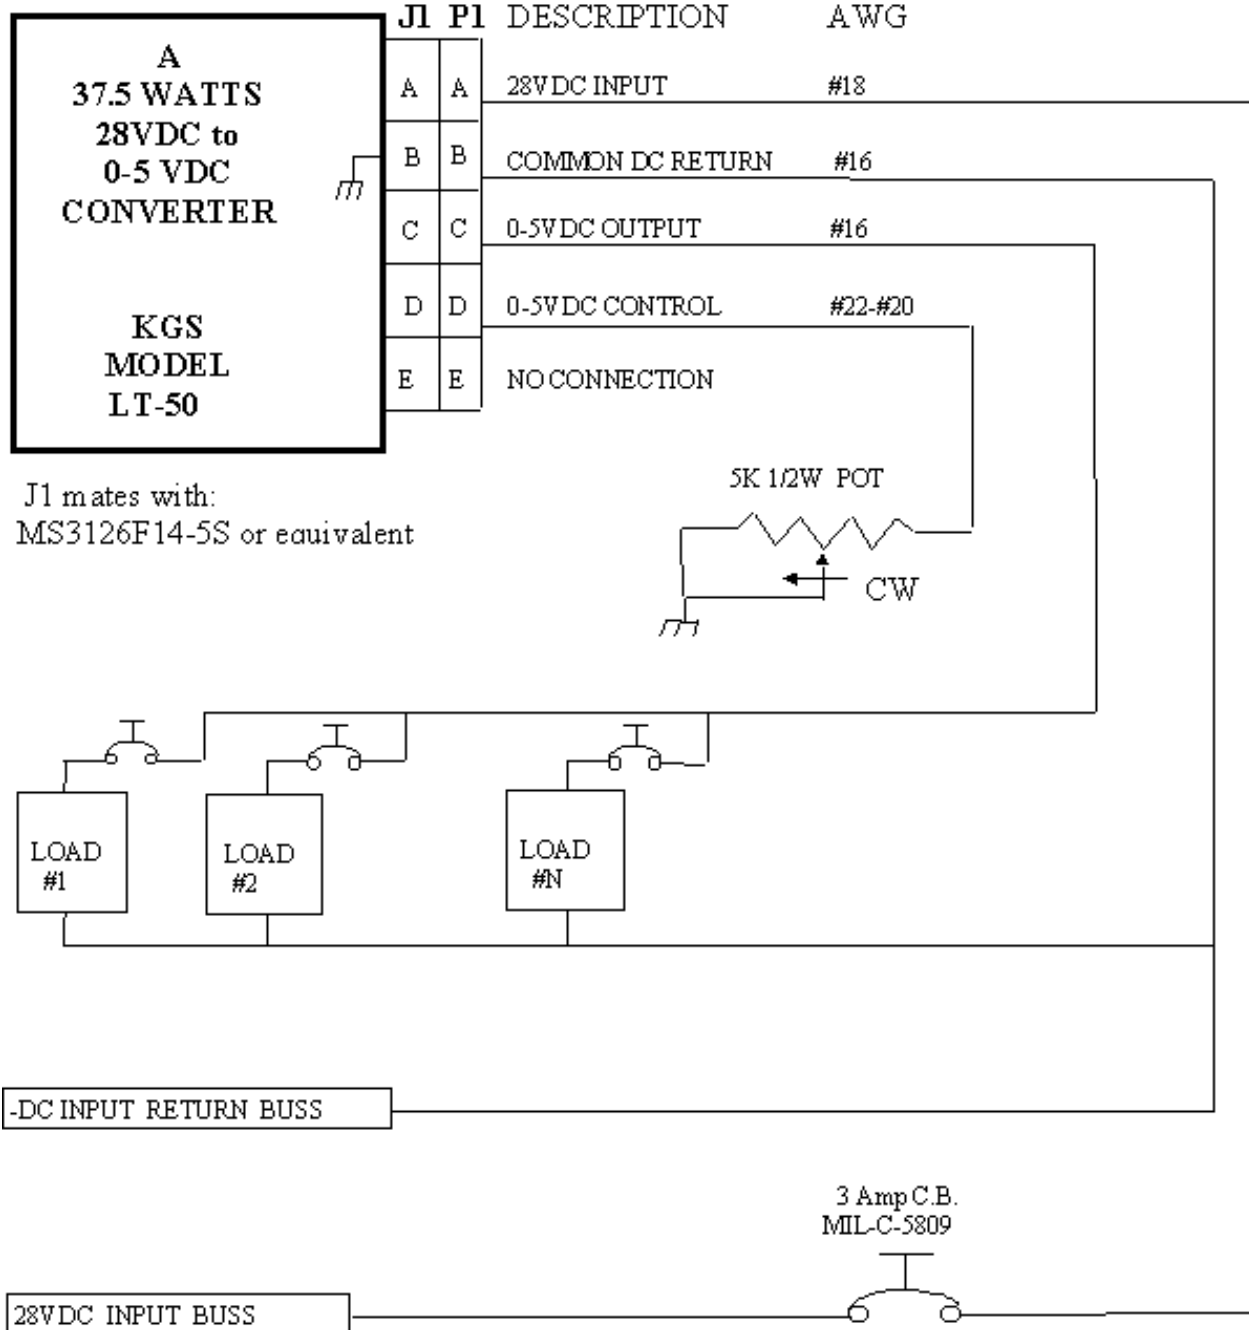 J1 P1 DESCRIPTION AWG
A
37.5 WATTS
28VDC to
0-5 VDC
CONVERTER
KGS
MODEL
LT-50
A A 28VDC INPUT #18
B B COMMON DC RETURN #16
C C 0-5VDC OUTPUT #16
D D 0-5VDC CONTROL #22-#20
E E NO CONNECTION
J1 mates with:
MS3126F14-5S or equivalent
5K 1/2W POT
CW
LOAD
#1
LOAD
#2
LOAD
#N
-DC INPUT RETURN BUSS
3 Amp C.B.
MIL-C-5809
28VDC INPUT BUSS